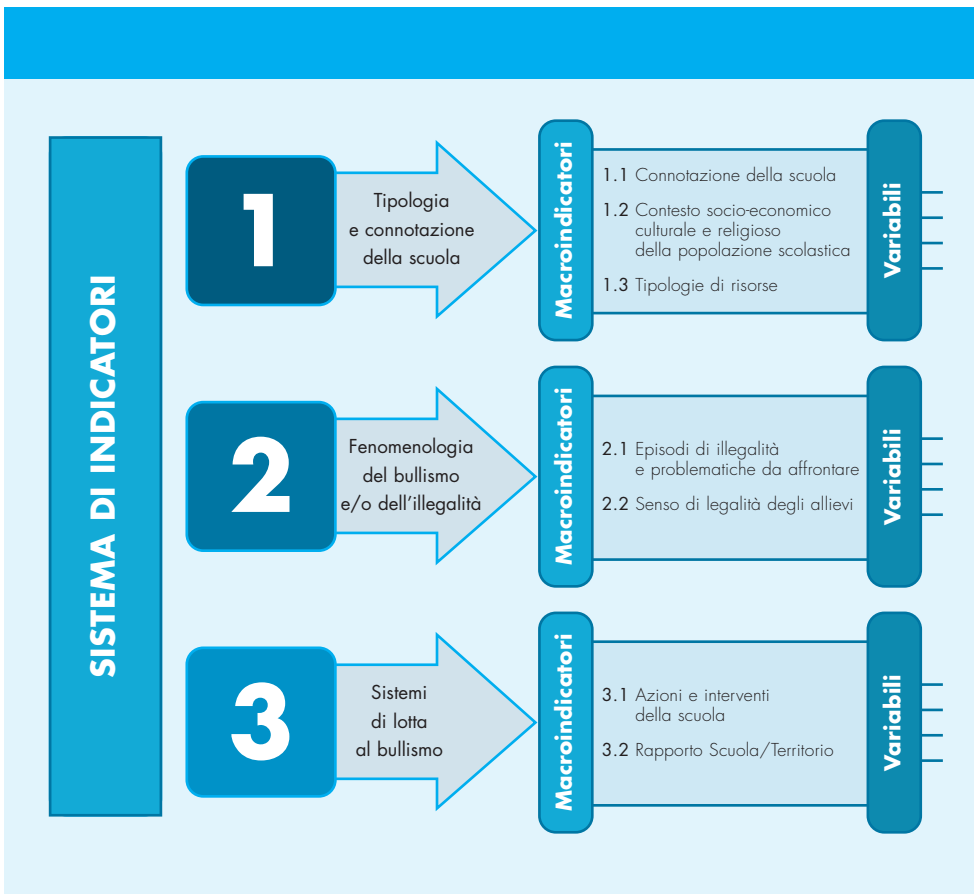 SISTEMA DI INDICATORI
1
Tipologia
e connotazione
della scuola
Macroindicatori
1.1 Connotazione della scuola
1.2 Contesto socio-economico
culturale e religioso
della popolazione scolastica
1.3 Tipologie di risorse
Variabili
2
Fenomenologia
del bullismo
e/o dell'illegalità
Macroindicatori
2.1 Episodi di illegalità
e problematiche da affrontare
2.2 Senso di legalità degli allievi
Variabili
3
Sistemi
di lotta
al bullismo
Macroindicatori
3.1 Azioni e interventi
della scuola
3.2 Rapporto Scuola/Territorio
Variabili